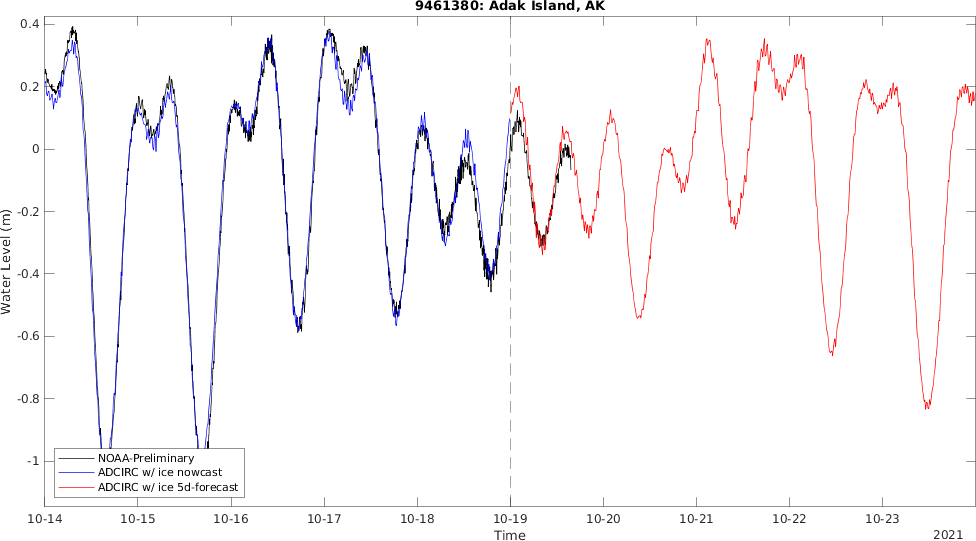 9461380: Adak Island, AK
0.4
0.2
0
-0.2
-0.4
-0.6
-0.8
-1
Water Level (m)
NOAA-Preliminary
ADCIRC w/ ice nowcast
ADCIRC w/ ice 5d-forecast
10-14 10-15 10-16 10-17 10-18 10-19 10-20 10-21 10-22 10-23
Time
2021